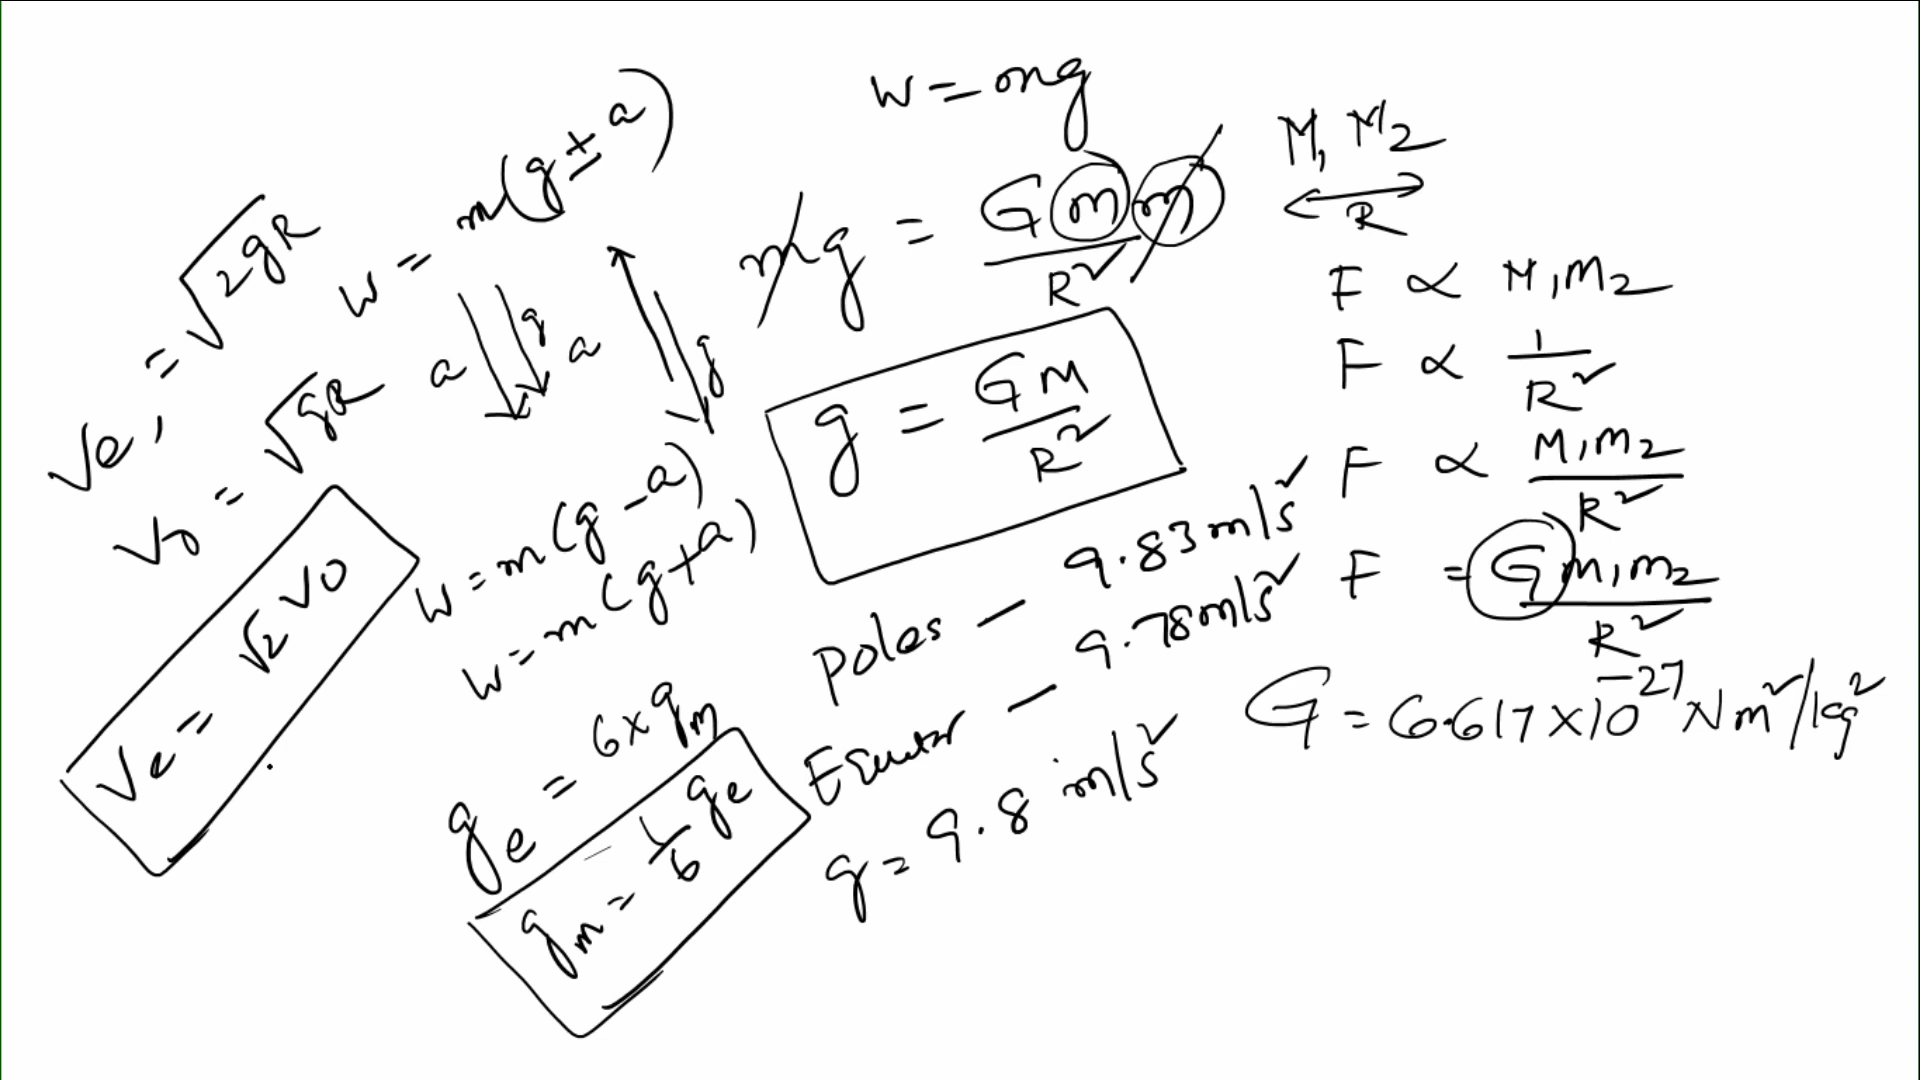 W = mg
M₁ M₂
R
mg = G m m / R²
F ∝ M₁M₂
F ∝ 1 / R²
F ∝ M₁M₂ / R²
F = G m₁m₂ / R²
G = 6.617 × 10⁻²⁷ Nm²/kg²
g = GM / R²
Poles – 9.83 m/s²
Equator – 9.78 m/s²
g = 9.8 m/s²
W = m(g ± a)
a g
a g
W = m(g – a)
W = m(g + a)
gₑ = 6 × gₘ
gₘ = 1/6 gₑ
Vₑ = √2gR
V₀ = √gR
Vₑ = √2 V₀